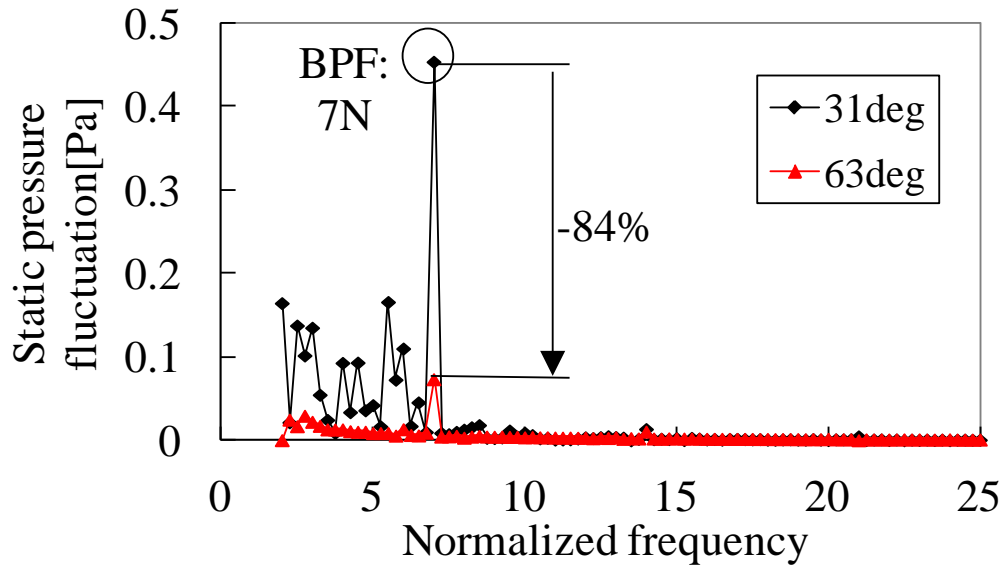 0.5
0.4
0.3
0.2
0.1
0
Static pressure
fluctuation[Pa]
BPF:
7N
31deg
63deg
-84%
0 5 10 15 20 25
Normalized frequency